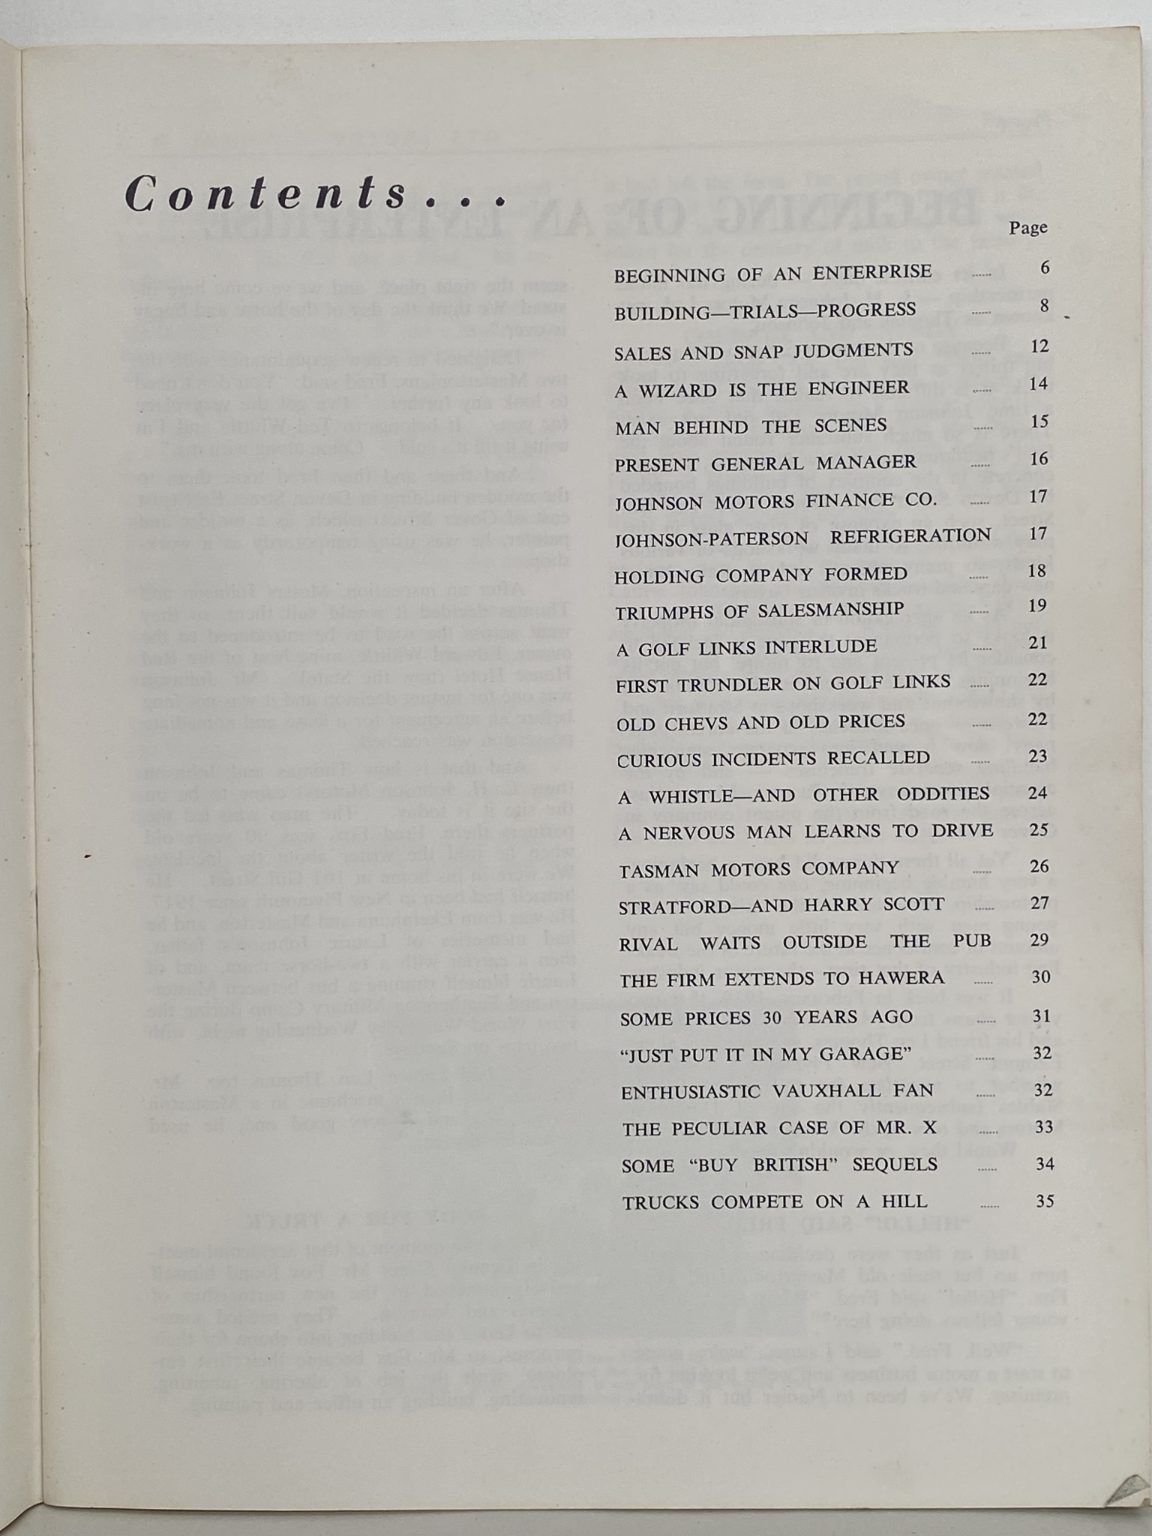 Contents...
Page
BEGINNING OF AN ENTERPRISE ...... 6
BUILDING—TRIALS—PROGRESS ...... 8
SALES AND SNAP JUDGMENTS ...... 12
A WIZARD IS THE ENGINEER ...... 14
MAN BEHIND THE SCENES ...... 15
PRESENT GENERAL MANAGER ...... 16
JOHNSON MOTORS FINANCE CO. ...... 17
JOHNSON-PATERSON REFRIGERATION 17
HOLDING COMPANY FORMED ...... 18
TRIUMPHS OF SALESMANSHIP ...... 19
A GOLF LINKS INTERLUDE ...... 21
FIRST TRUNDLER ON GOLF LINKS ...... 22
OLD CHEVS AND OLD PRICES ...... 22
CURIOUS INCIDENTS RECALLED ...... 23
A WHISTLE—AND OTHER ODDITIES 24
A NERVOUS MAN LEARNS TO DRIVE 25
TASMAN MOTORS COMPANY ...... 26
STRATFORD—AND HARRY SCOTT ...... 27
RIVAL WAITS OUTSIDE THE PUB 29
THE FIRM EXTENDS TO HAWERA ...... 30
SOME PRICES 30 YEARS AGO ...... 31
“JUST PUT IT IN MY GARAGE” ...... 32
ENTHUSIASTIC VAUXHALL FAN ...... 32
THE PECULIAR CASE OF MR. X ...... 33
SOME “BUY BRITISH” SEQUELS ...... 34
TRUCKS COMPETE ON A HILL ...... 35